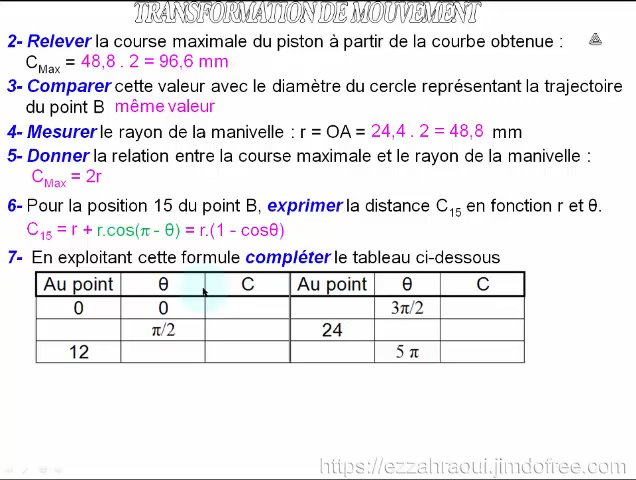 TRANSFORMATION DE MOUVEMENT
2- Relever la course maximale du piston à partir de la courbe obtenue :
CMax = 48,8 . 2 = 96,6 mm
3- Comparer cette valeur avec le diamètre du cercle représentant la trajectoire
du point B même valeur
4- Mesurer le rayon de la manivelle : r = OA = 24,4 . 2 = 48,8 mm
5- Donner la relation entre la course maximale et le rayon de la manivelle :
CMax = 2r
6- Pour la position 15 du point B, exprimer la distance C15 en fonction r et θ.
C15 = r + r.cos(π - θ) = r.(1 - cosθ)
7- En exploitant cette formule compléter le tableau ci-dessous
Au point θ C Au point θ C
0 0 3π/2
π/2 24
12 5 π
https://ezzahraoui.jimdofree.com